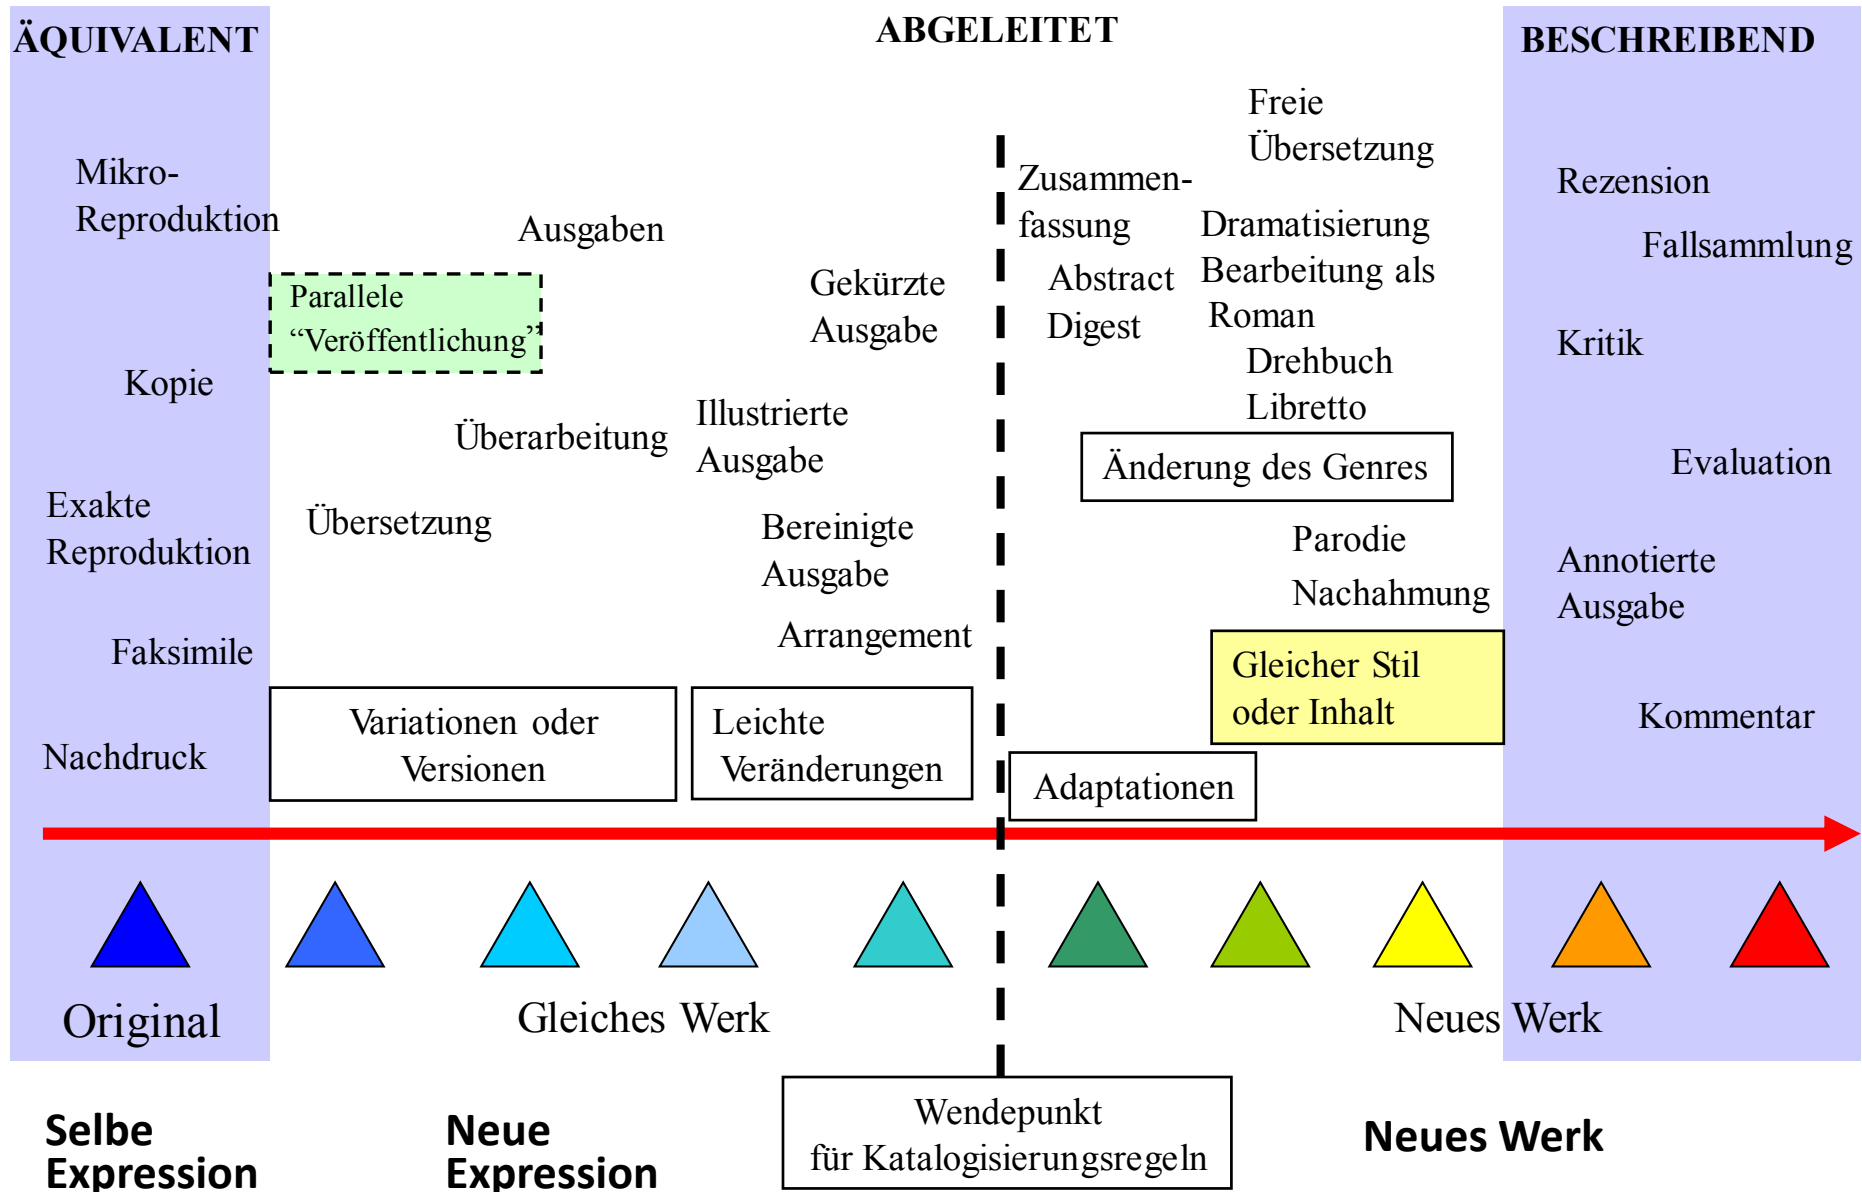 ÄQUIVALENT
ABGELEITET
BESCHREIBEND
Mikro-
Reproduktion
Kopie
Exakte
Reproduktion
Faksimile
Nachdruck
Parallele
“Veröffentlichung”
Ausgaben
Überarbeitung
Übersetzung
Variationen oder
Versionen
Gekürzte
Ausgabe
Illustrierte
Ausgabe
Bereinigte
Ausgabe
Arrangement
Leichte
Veränderungen
Zusammen-
fassung
Abstract
Digest
Freie
Übersetzung
Dramatisierung
Bearbeitung als
Roman
Drehbuch
Libretto
Änderung des Genres
Parodie
Nachahmung
Gleicher Stil
oder Inhalt
Adaptationen
Rezension
Fallsammlung
Kritik
Evaluation
Annotierte
Ausgabe
Kommentar
Original
Gleiches Werk
Neues Werk
Selbe
Expression
Neue
Expression
Wendepunkt
für Katalogisierungsregeln
Neues Werk